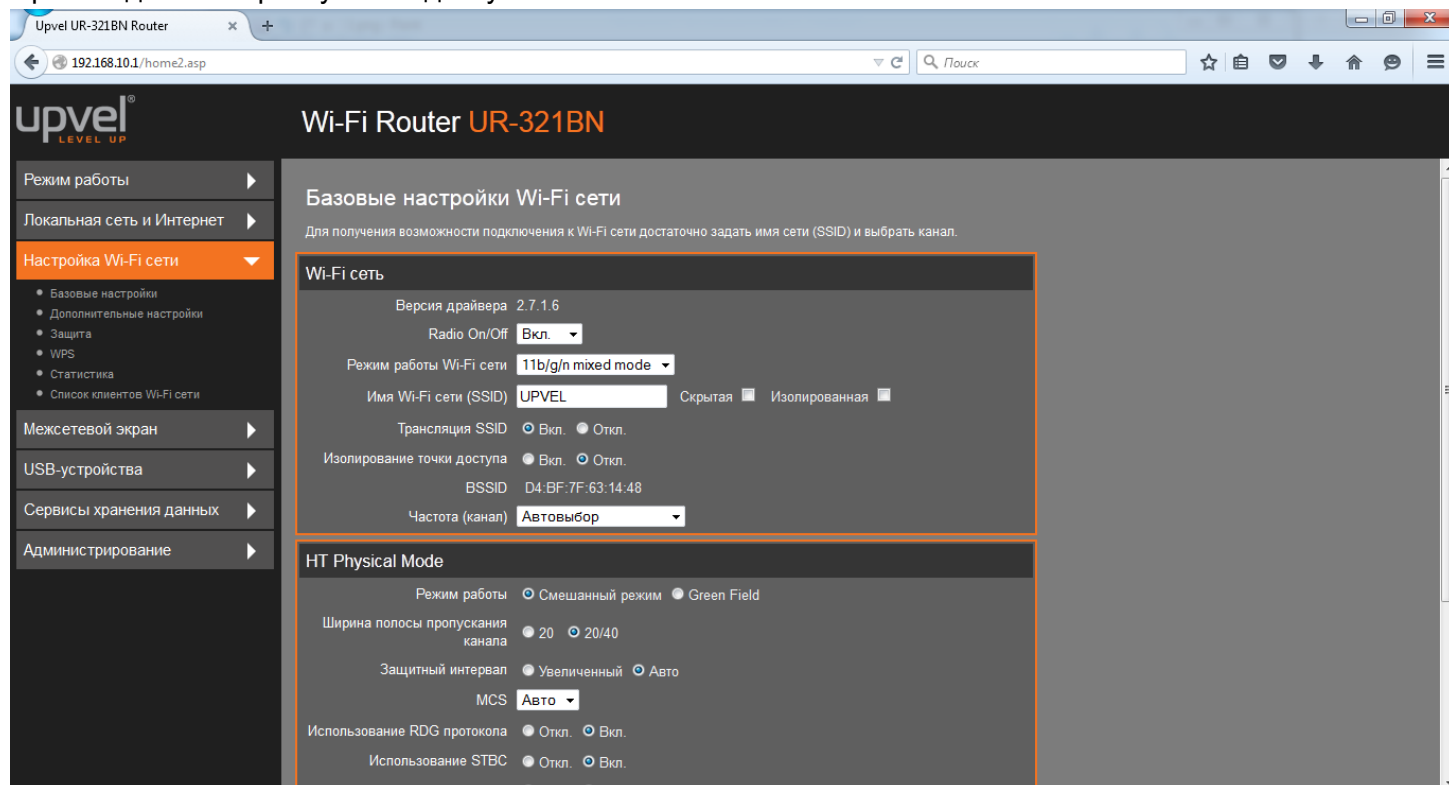 Upvel UR-321BN Router × +
192.168.10.1/home2.asp Поиск
upvel®
LEVEL UP
Wi-Fi Router UR-321BN
Режим работы
Локальная сеть и Интернет
Настройка Wi-Fi сети
Базовые настройки
Дополнительные настройки
Защита
WPS
Статистика
Список клиентов Wi-Fi сети
Межсетевой экран
USB-устройства
Сервисы хранения данных
Администрирование
Базовые настройки Wi-Fi сети
Для получения возможности подключения к Wi-Fi сети достаточно задать имя сети (SSID) и выбрать канал.
Wi-Fi сеть
Версия драйвера 2.7.1.6
Radio On/Off Вкл.
Режим работы Wi-Fi сети 11b/g/n mixed mode
Имя Wi-Fi сети (SSID) UPVEL Скрытая Изолированная
Трансляция SSID Вкл. Откл.
Изолирование точки доступа Вкл. Откл.
BSSID D4:BF:7F:63:14:48
Частота (канал) Автовыбор
HT Physical Mode
Режим работы Смешанный режим Green Field
Ширина полосы пропускания
канала 20 20/40
Защитный интервал Увеличенный Авто
MCS Авто
Использование RDG протокола Откл. Вкл.
Использование STBC Откл. Вкл.